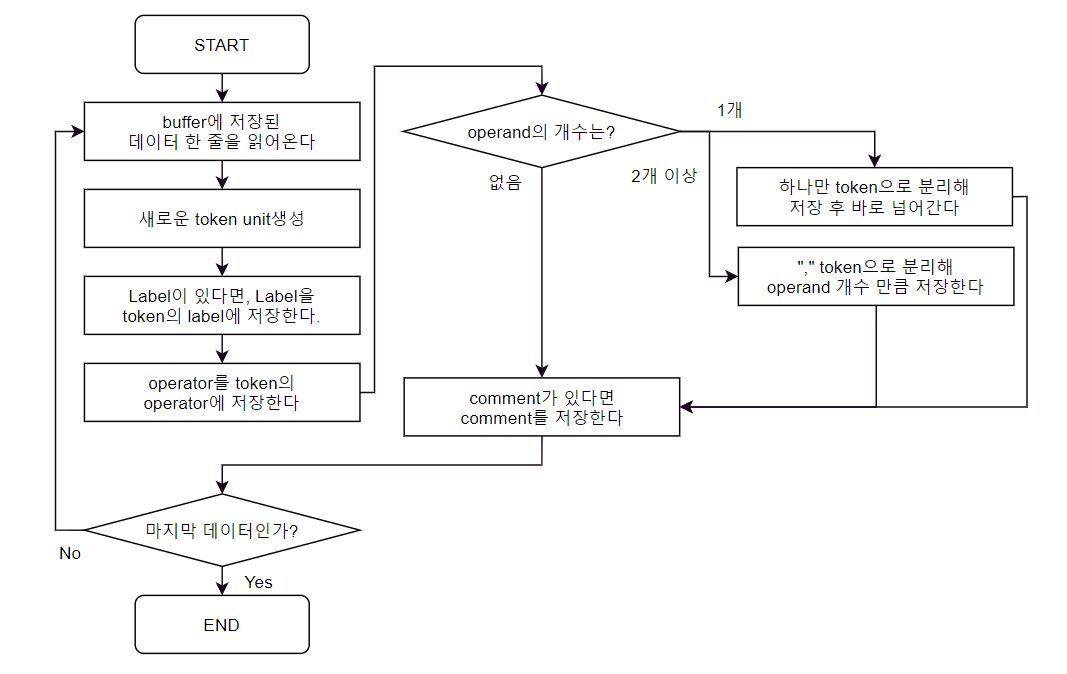 START
buffer에 저장된
데이터 한 줄을 읽어온다
새로운 token unit생성
Label이 있다면, Label을
token의 label에 저장한다.
operator를 token의
operator에 저장한다
operand의 개수는?
1개
없음
2개 이상
하나만 token으로 분리해
저장 후 바로 넘어간다
"," token으로 분리해
operand 개수 만큼 저장한다
comment가 있다면
comment를 저장한다
마지막 데이터인가?
No
Yes
END